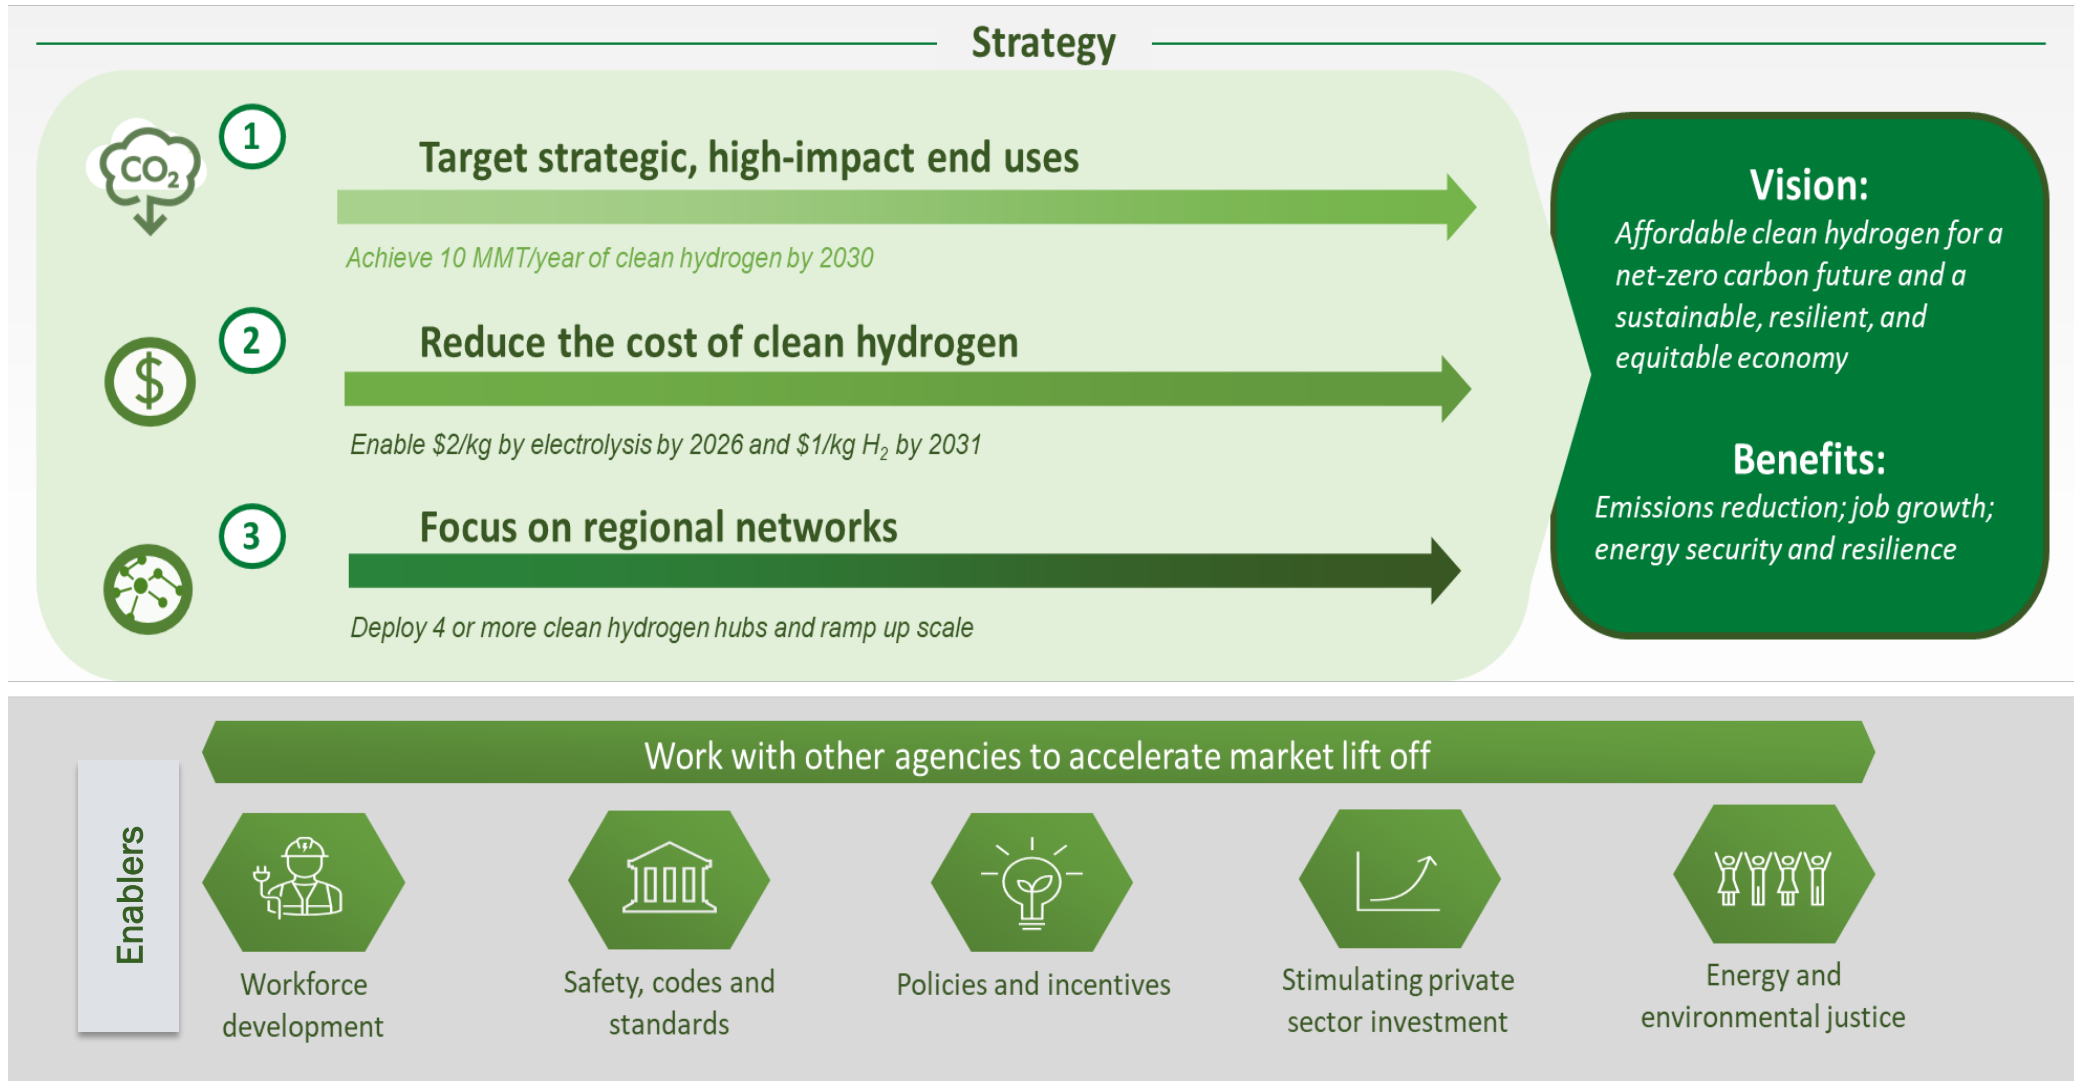 Strategy
CO2
1
Target strategic, high-impact end uses
Achieve 10 MMT/year of clean hydrogen by 2030
$
2
Reduce the cost of clean hydrogen
Enable $2/kg by electrolysis by 2026 and $1/kg H2 by 2031
3
Focus on regional networks
Deploy 4 or more clean hydrogen hubs and ramp up scale
Vision:
Affordable clean hydrogen for a
net-zero carbon future and a
sustainable, resilient, and
equitable economy
Benefits:
Emissions reduction; job growth;
energy security and resilience
Enablers
Work with other agencies to accelerate market lift off
Workforce
development
Safety, codes and
standards
Policies and incentives
Stimulating private
sector investment
Energy and
environmental justice